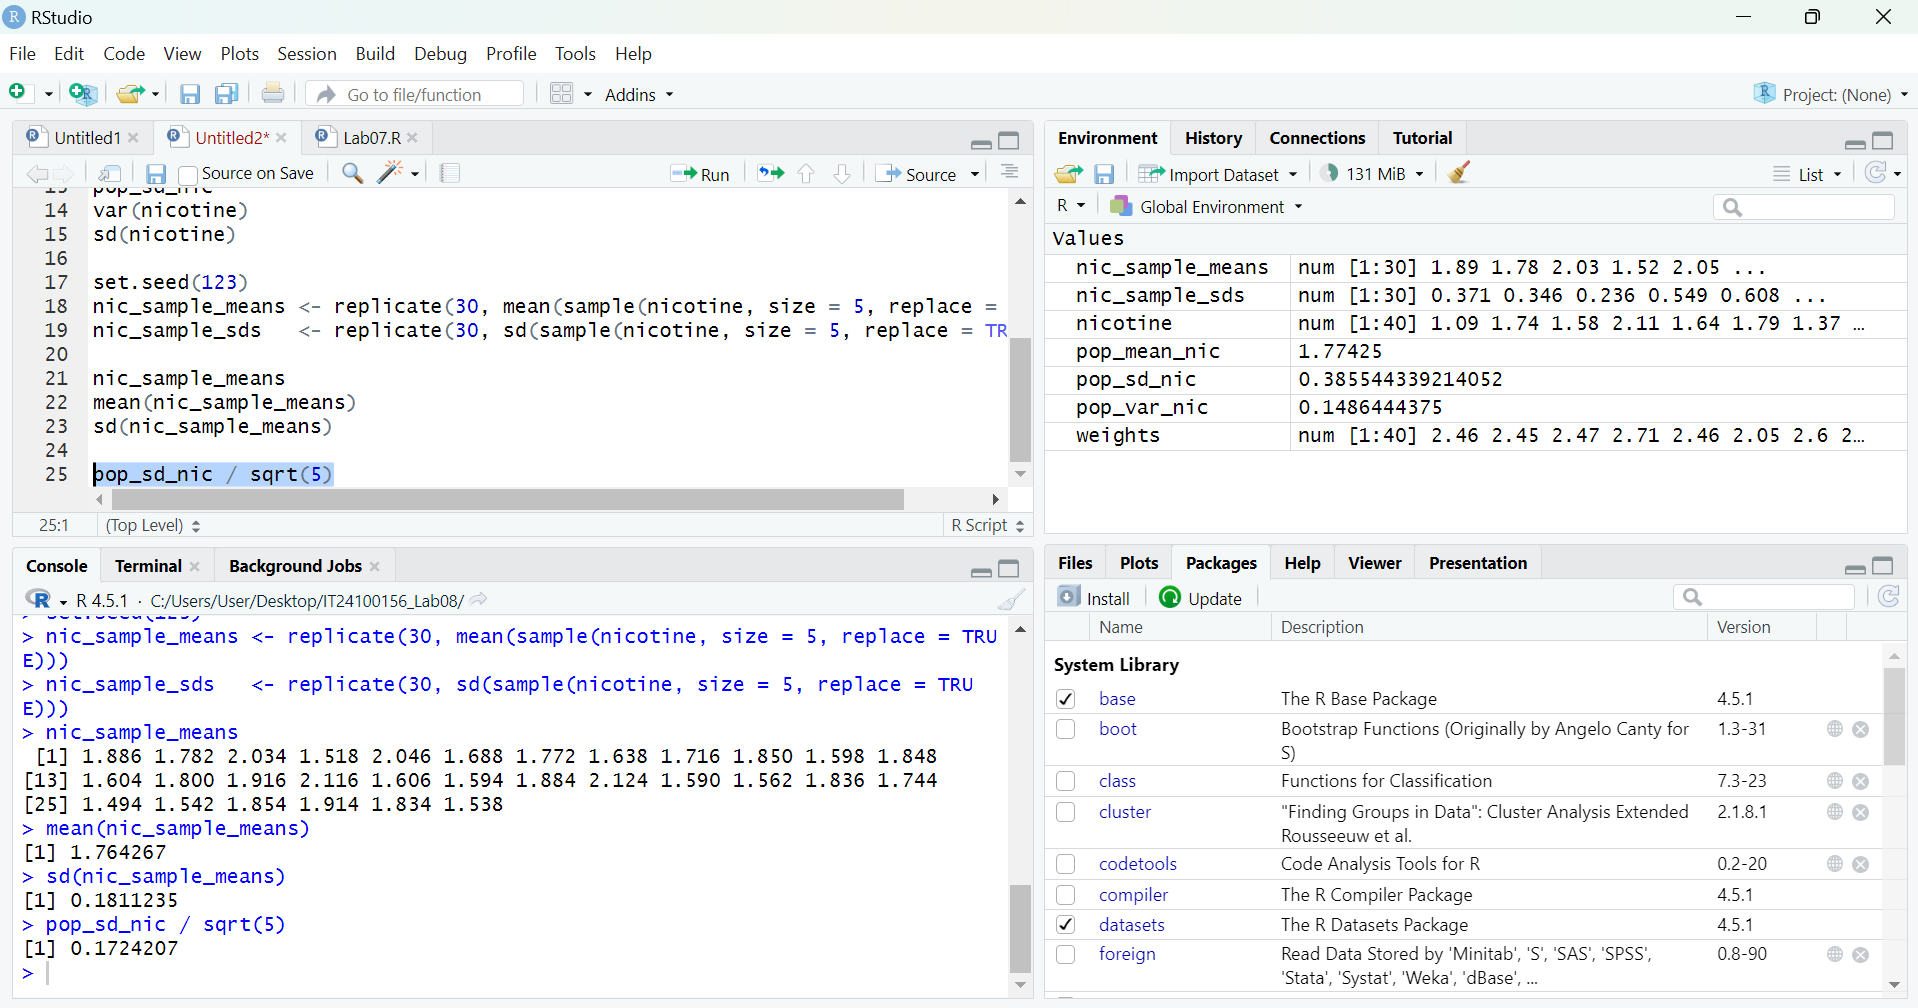 RStudio
File Edit Code View Plots Session Build Debug Profile Tools Help
Go to file/function Addins Project: (None)
Untitled1 Untitled2* Lab07.R
Source on Save Run Source
14 var(nicotine)
15 sd(nicotine)
16
17 set.seed(123)
18 nic_sample_means <- replicate(30, mean(sample(nicotine, size = 5, replace =
19 nic_sample_sds   <- replicate(30, sd(sample(nicotine, size = 5, replace = TR
20
21 nic_sample_means
22 mean(nic_sample_means)
23 sd(nic_sample_means)
24
25 pop_sd_nic / sqrt(5)
25:1 (Top Level) R Script
Console Terminal Background Jobs
R 4.5.1 · C:/Users/User/Desktop/IT24100156_Lab08/
> nic_sample_means <- replicate(30, mean(sample(nicotine, size = 5, replace = TRU
E)))
> nic_sample_sds   <- replicate(30, sd(sample(nicotine, size = 5, replace = TRU
E)))
> nic_sample_means
[1] 1.886 1.782 2.034 1.518 2.046 1.688 1.772 1.638 1.716 1.850 1.598 1.848
[13] 1.604 1.800 1.916 2.116 1.606 1.594 1.884 2.124 1.590 1.562 1.836 1.744
[25] 1.494 1.542 1.854 1.914 1.834 1.538
> mean(nic_sample_means)
[1] 1.764267
> sd(nic_sample_means)
[1] 0.1811235
> pop_sd_nic / sqrt(5)
[1] 0.1724207
>
Environment History Connections Tutorial
Import Dataset 131 MiB List
R Global Environment
Values
nic_sample_means num [1:30] 1.89 1.78 2.03 1.52 2.05 ...
nic_sample_sds num [1:30] 0.371 0.346 0.236 0.549 0.608 ...
nicotine num [1:40] 1.09 1.74 1.58 2.11 1.64 1.79 1.37 …
pop_mean_nic 1.77425
pop_sd_nic 0.385544339214052
pop_var_nic 0.1486444375
weights num [1:40] 2.46 2.45 2.47 2.71 2.46 2.05 2.6 2…
Files Plots Packages Help Viewer Presentation
Install Update
Name Description Version
System Library
base The R Base Package 4.5.1
boot Bootstrap Functions (Originally by Angelo Canty for 1.3-31
S)
class Functions for Classification 7.3-23
cluster "Finding Groups in Data": Cluster Analysis Extended 2.1.8.1
Rousseeuw et al.
codetools Code Analysis Tools for R 0.2-20
compiler The R Compiler Package 4.5.1
datasets The R Datasets Package 4.5.1
foreign Read Data Stored by 'Minitab', 'S', 'SAS', 'SPSS', 0.8-90
'Stata', 'Systat', 'Weka', 'dBase', ...